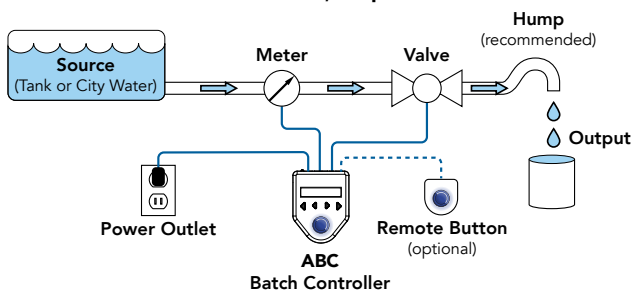 Hump
(recommended)
Meter
Valve
Source
(Tank or City Water)
Output
Power Outlet
Remote Button
(optional)
ABC
Batch Controller